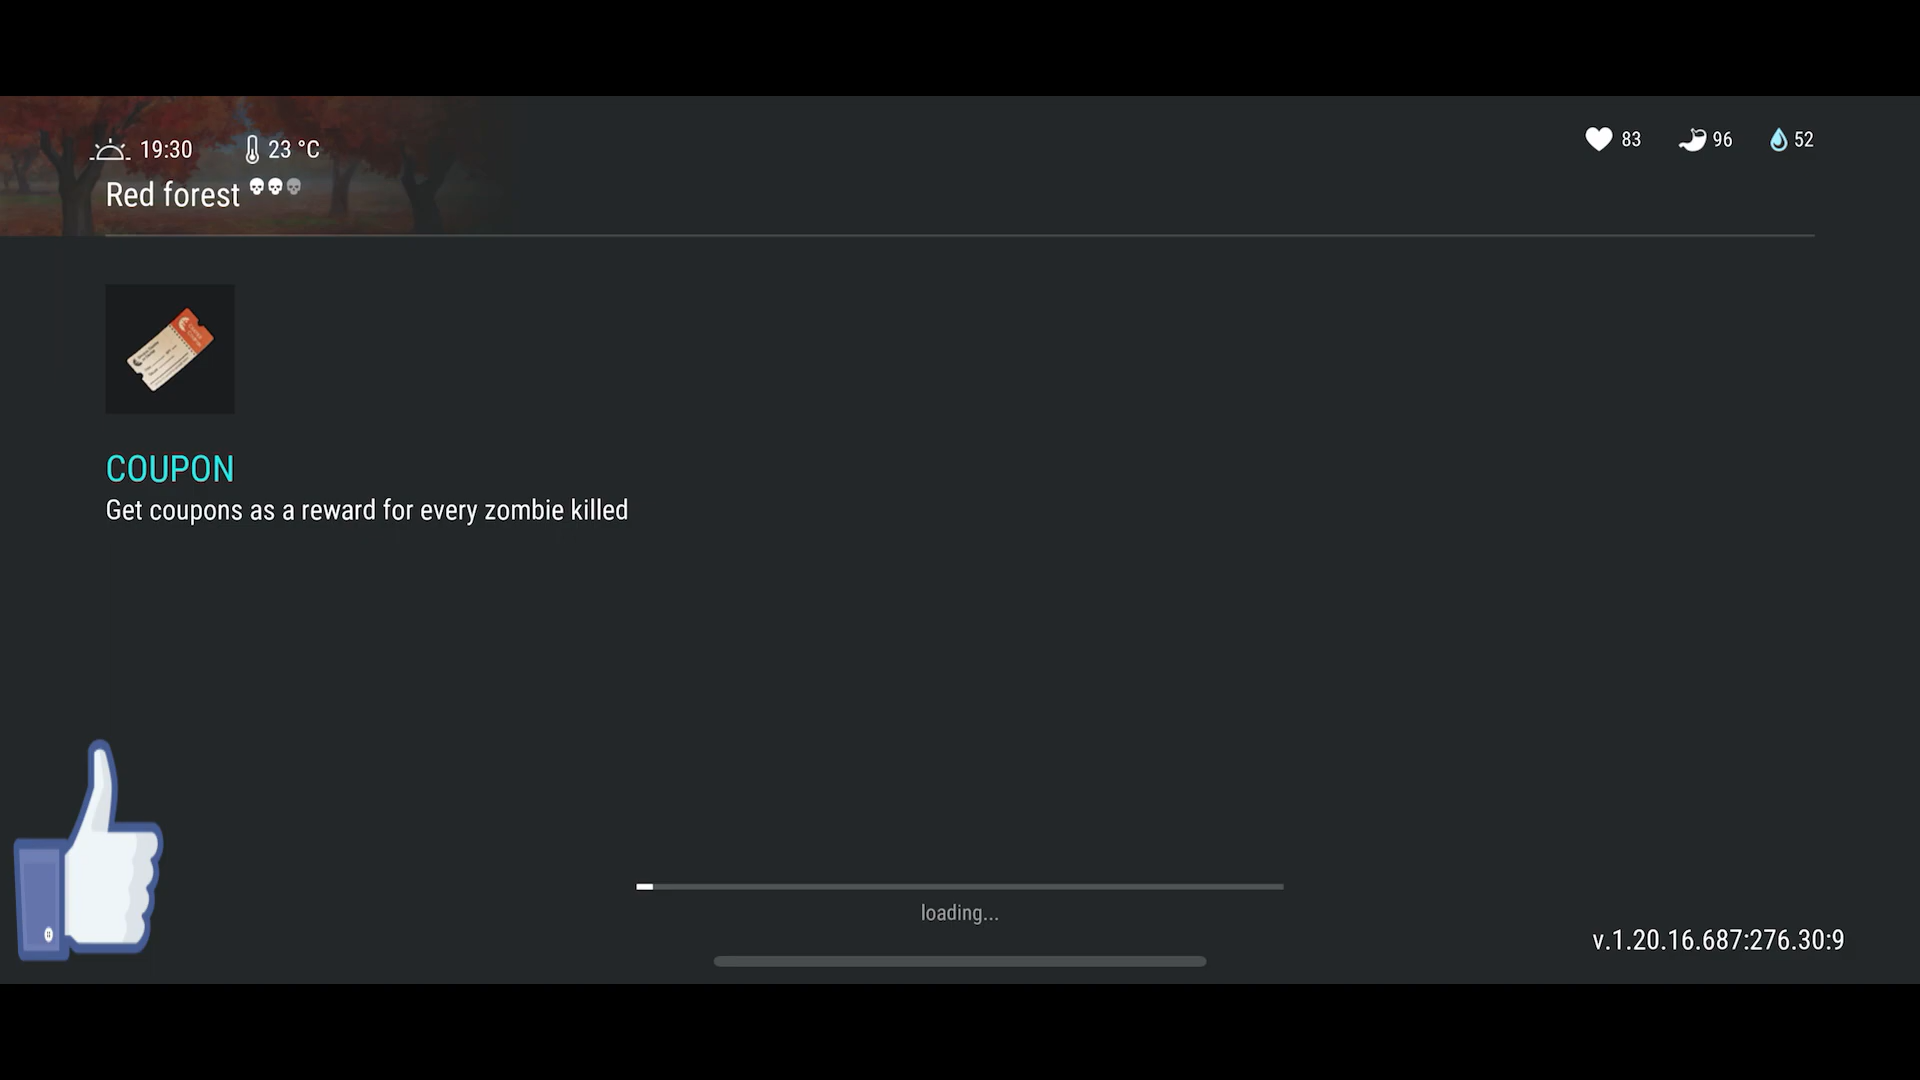 19:30 23 °C
83 96 52
Red forest
COUPON
Get coupons as a reward for every zombie killed
loading...
v.1.20.16.687:276.30:9